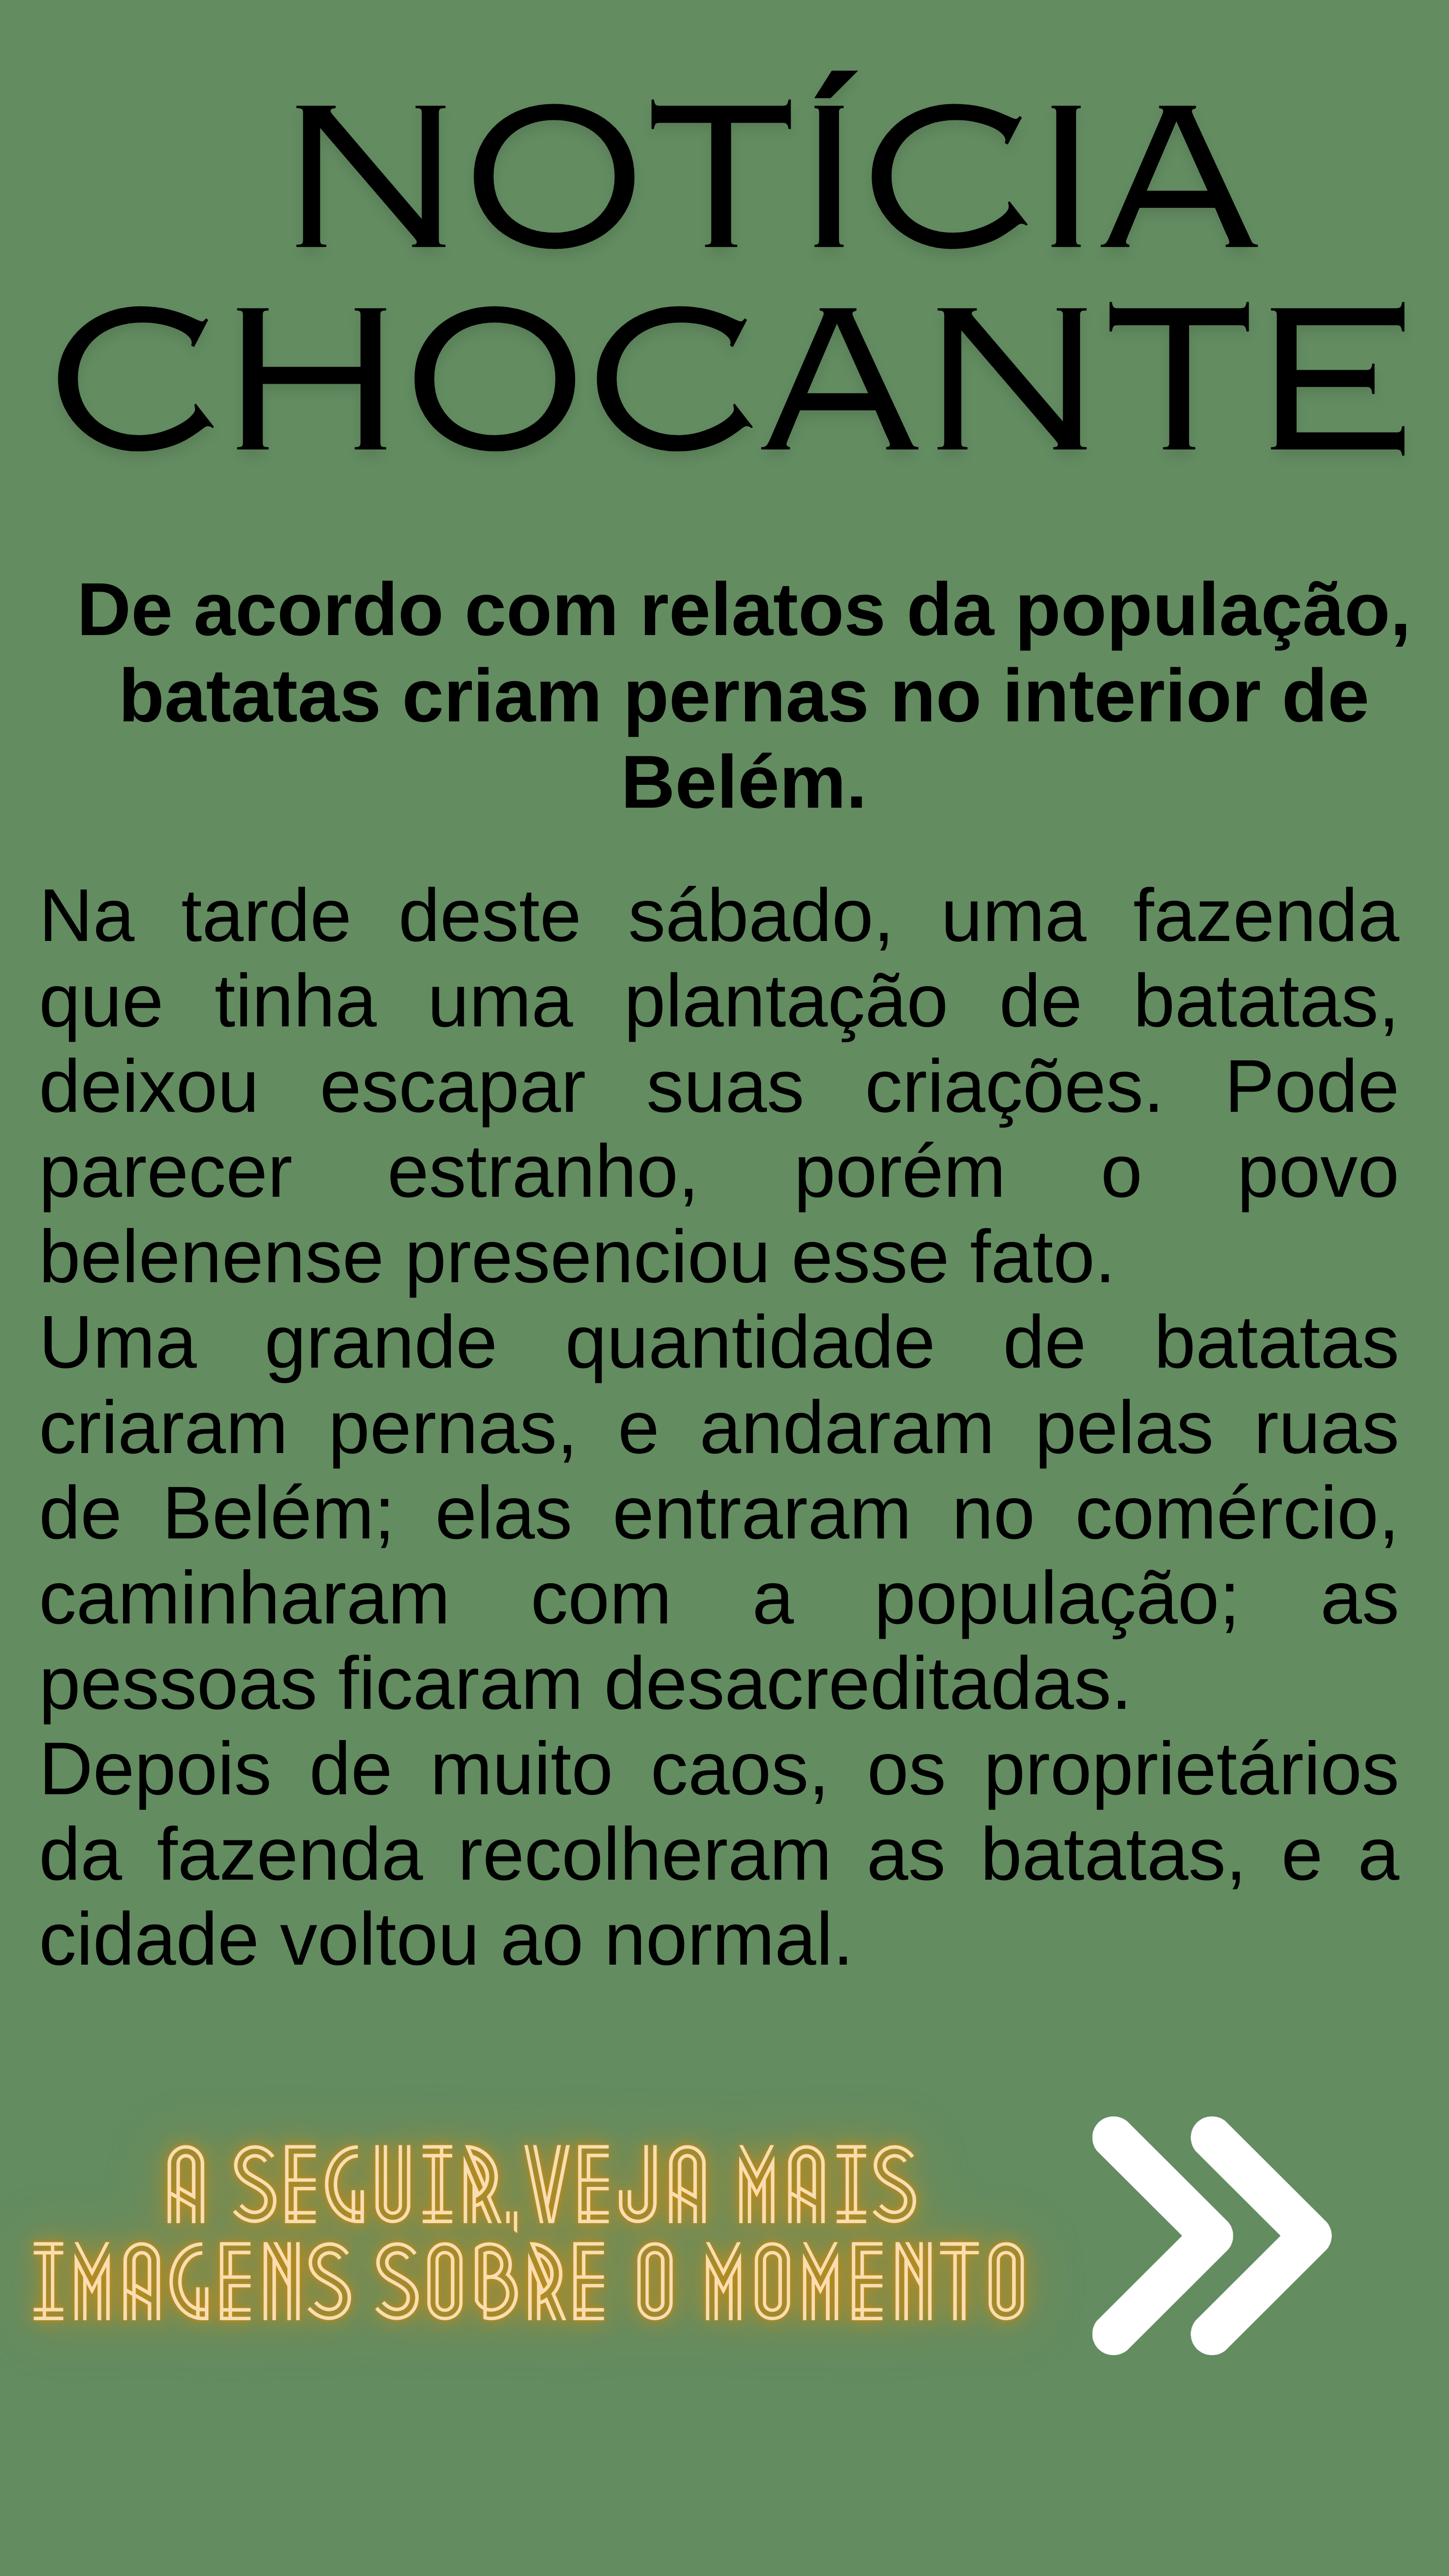 NOTÍCIA
CHOCANTE
De acordo com relatos da população,
batatas criam pernas no interior de
Belém.
Na tarde deste sábado, uma fazenda
que tinha uma plantação de batatas,
deixou escapar suas criações. Pode
parecer estranho, porém o povo
belenense presenciou esse fato.
Uma grande quantidade de batatas
criaram pernas, e andaram pelas ruas
de Belém; elas entraram no comércio,
caminharam com a população; as
pessoas ficaram desacreditadas.
Depois de muito caos, os proprietários
da fazenda recolheram as batatas, e a
cidade voltou ao normal.
A SEGUIR,VEJA MAIS
IMAGENS SOBRE O MOMENTO